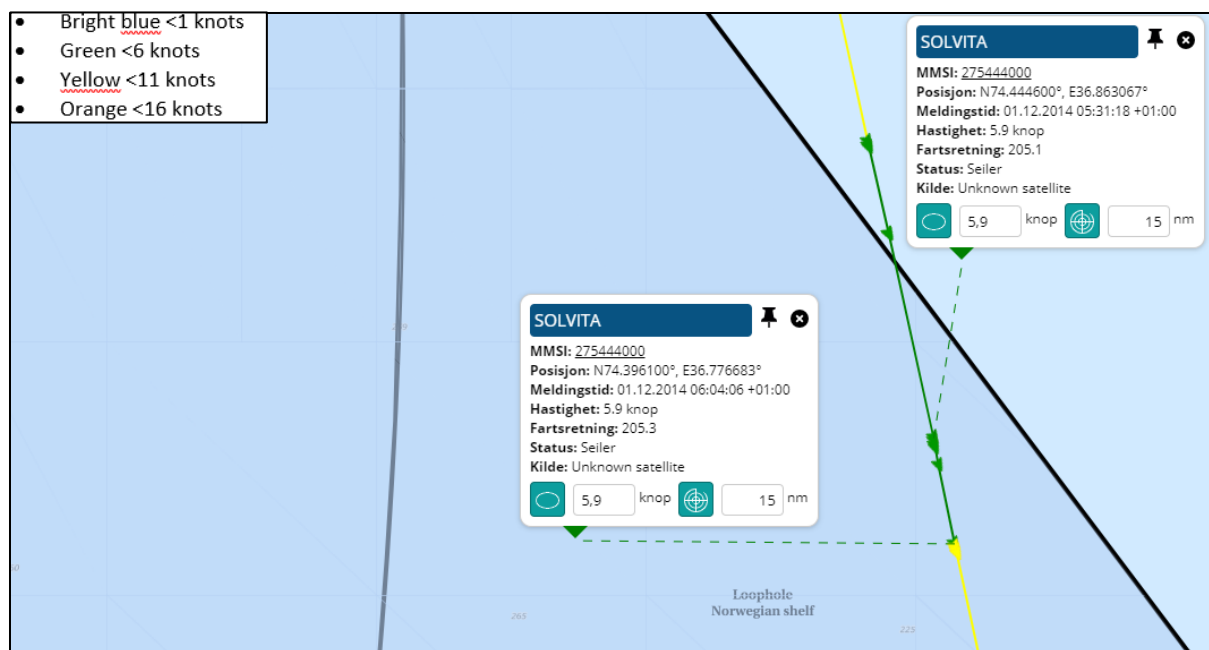 • Bright blue <1 knots
• Green <6 knots
• Yellow <11 knots
• Orange <16 knots
SOLVITA
MMSI: 275444000
Posisjon: N74.444600°, E36.863067°
Meldingstid: 01.12.2014 05:31:18 +01:00
Hastighet: 5.9 knop
Fartsretning: 205.1
Status: Seiler
Kilde: Unknown satellite
5,9 knop 15 nm
SOLVITA
MMSI: 275444000
Posisjon: N74.396100°, E36.776683°
Meldingstid: 01.12.2014 06:04:06 +01:00
Hastighet: 5.9 knop
Fartsretning: 205.3
Status: Seiler
Kilde: Unknown satellite
5,9 knop 15 nm
Loophole
Norwegian shelf
265
225